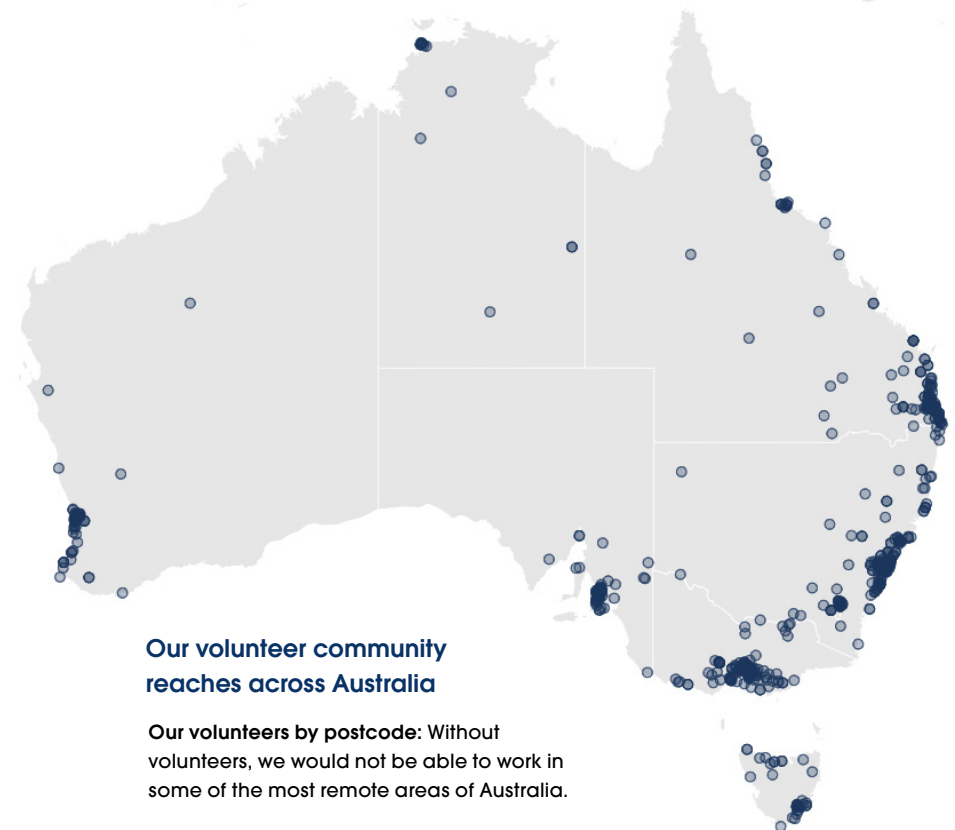 Our volunteer community
reaches across Australia
Our volunteers by postcode: Without
volunteers, we would not be able to work in
some of the most remote areas of Australia.